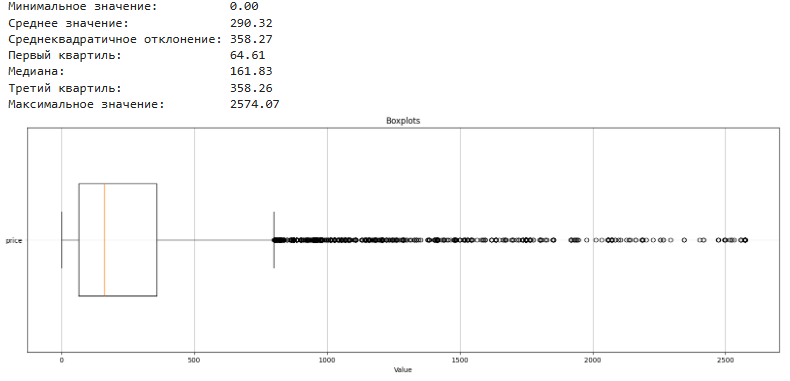 Минимальное значение: 0.00
Среднее значение: 290.32
Среднеквадратичное отклонение: 358.27
Первый квартиль: 64.61
Медиана: 161.83
Третий квартиль: 358.26
Максимальное значение: 2574.07
Boxplots
price
0 500 1000 1500 2000 2500
Value